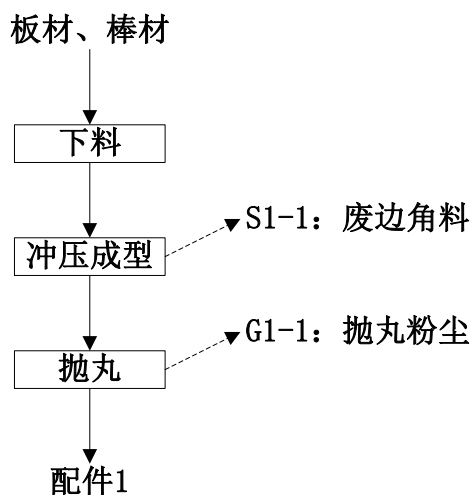 板材、棒材
下料
S1-1：废边角料
冲压成型
G1-1：抛丸粉尘
抛丸
配件1